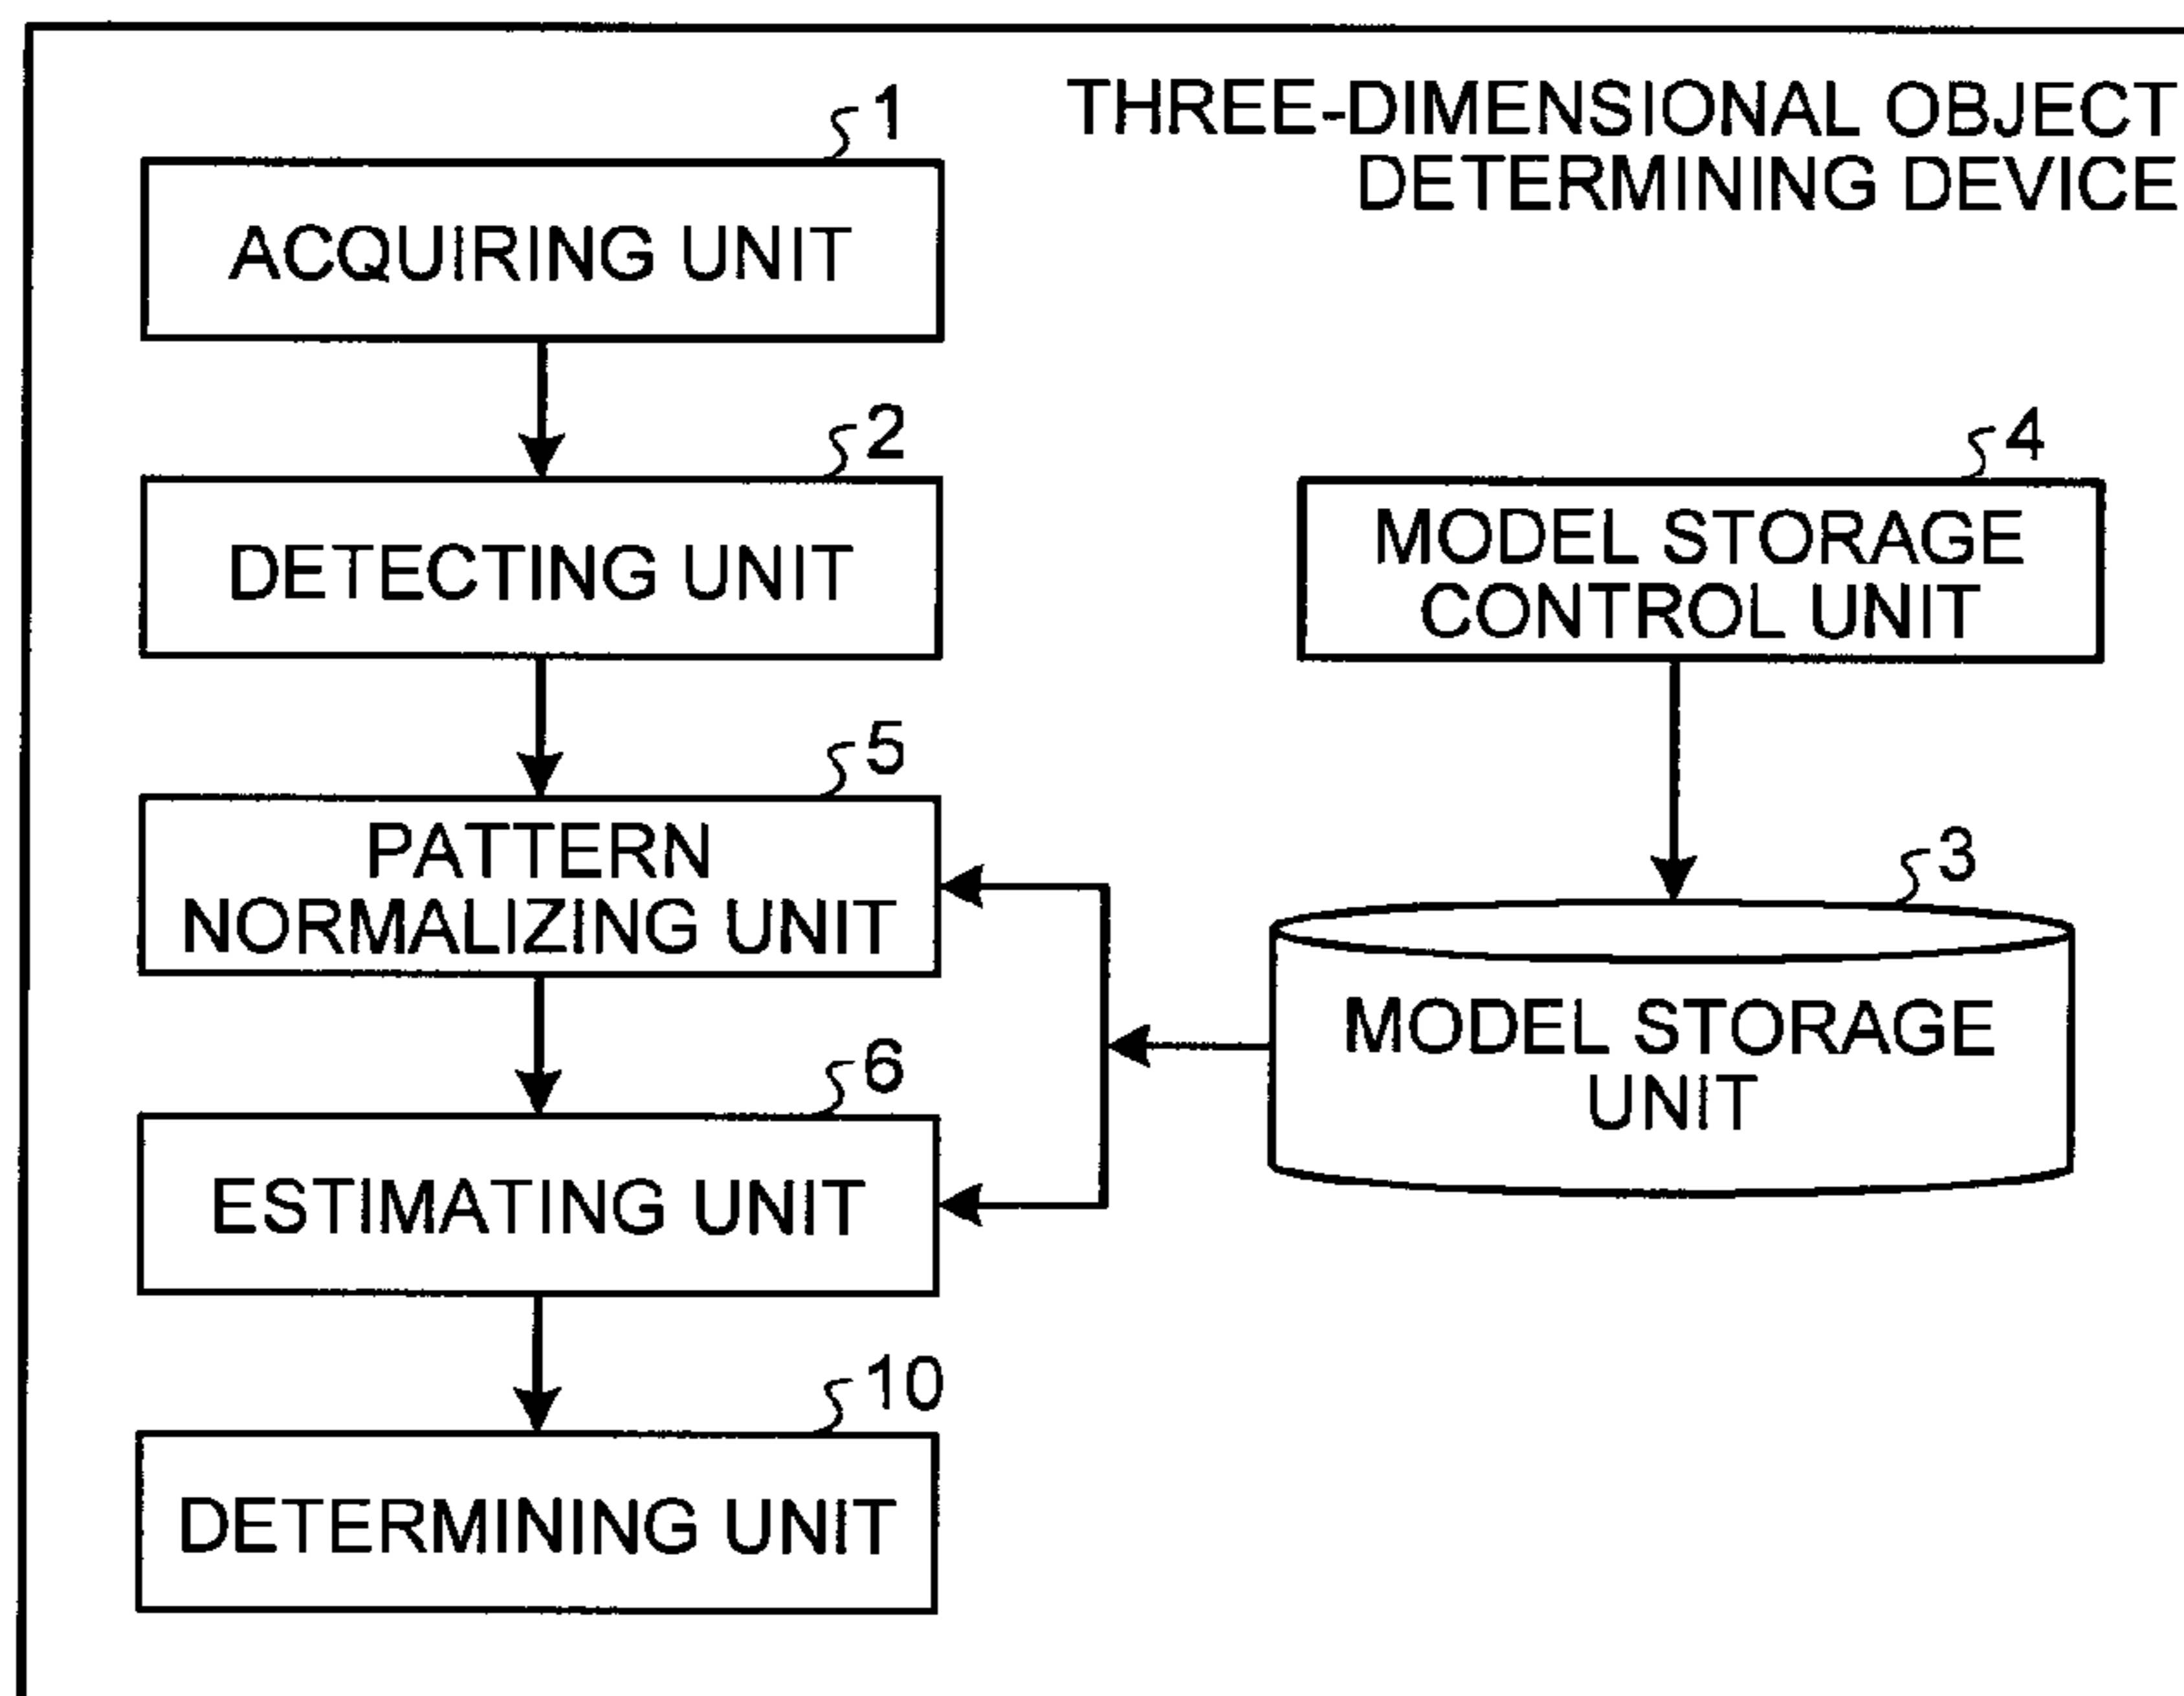 THREE-DIMENSIONAL OBJECT
DETERMINING DEVICE
1
ACQUIRING UNIT
2
DETECTING UNIT
4
MODEL STORAGE
CONTROL UNIT
5
PATTERN
NORMALIZING UNIT
3
MODEL STORAGE
UNIT
6
ESTIMATING UNIT
10
DETERMINING UNIT